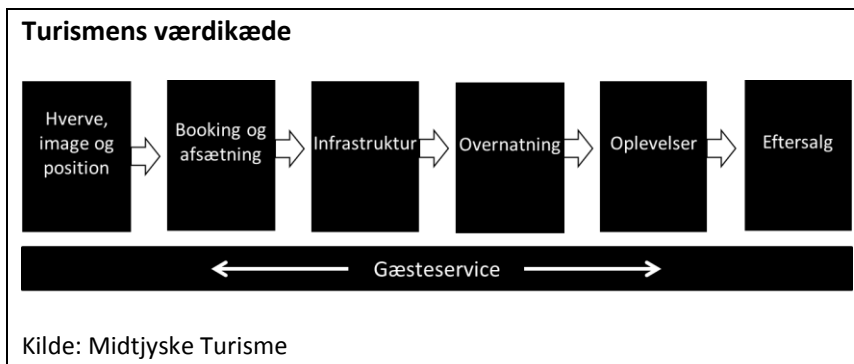 Turismens værdikæde
Hverve,
image og
position
Booking og
afsætning
Infrastruktur
Overnatning
Oplevelser
Eftersalg
Gæsteservice
Kilde: Midtjyske Turisme